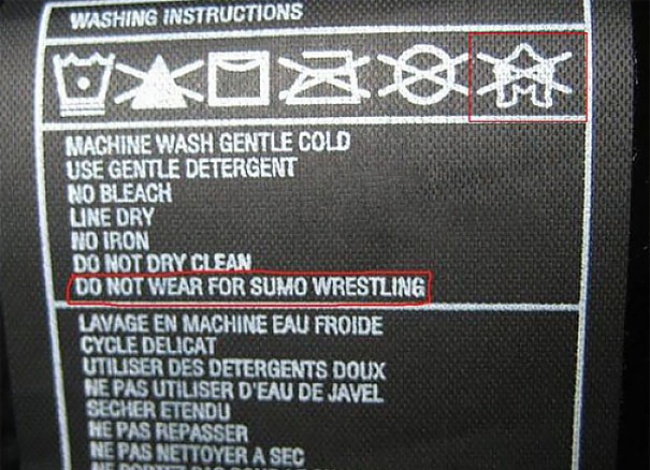 WASHING INSTRUCTIONS
MACHINE WASH GENTLE COLD
USE GENTLE DETERGENT
NO BLEACH
LINE DRY
NO IRON
DO NOT DRY CLEAN
DO NOT WEAR FOR SUMO WRESTLING
LAVAGE EN MACHINE EAU FROIDE
CYCLE DELICAT
UTILISER DES DETERGENTS DOUX
NE PAS UTILISER D'EAU DE JAVEL
SECHER ETENDU
NE PAS REPASSER
NE PAS NETTOYER A SEC